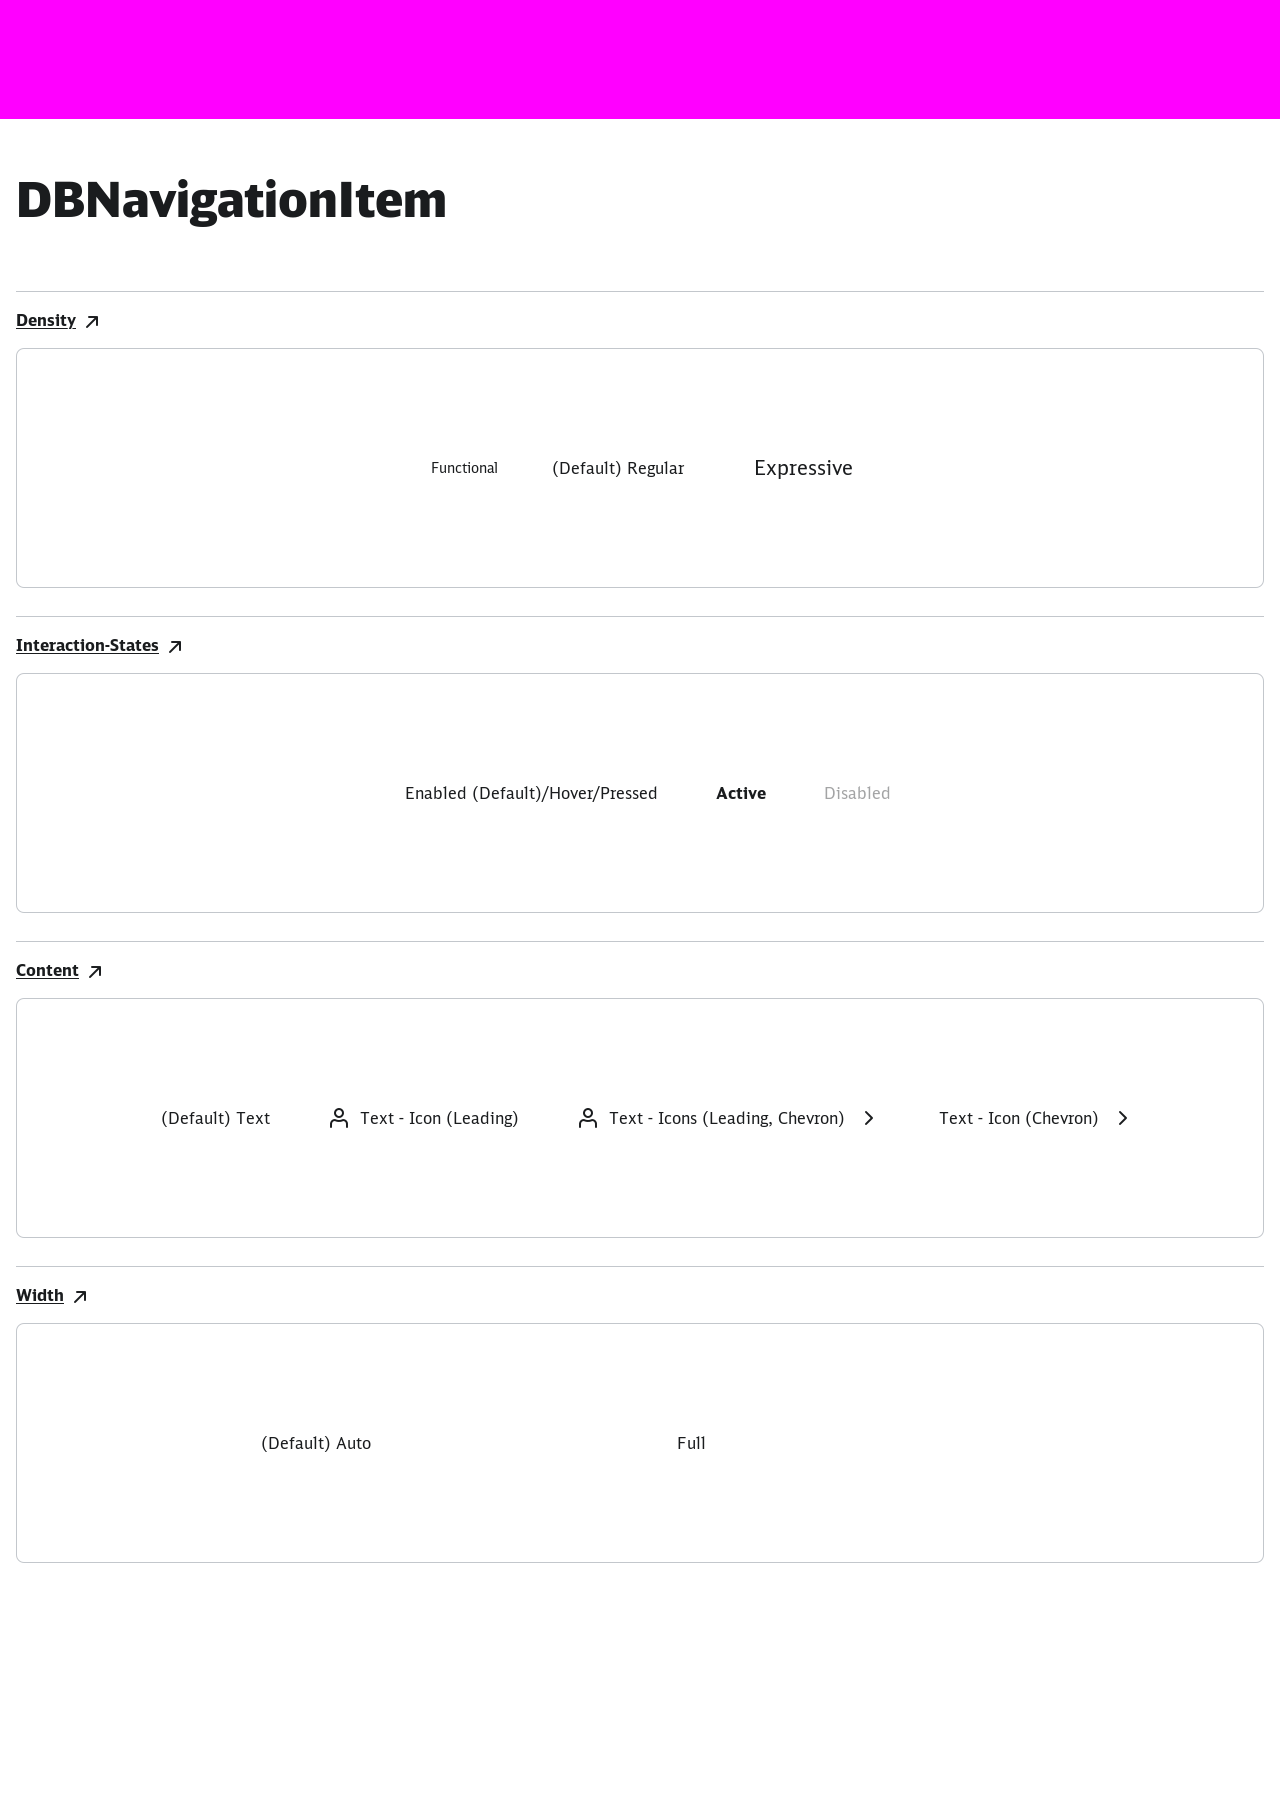 DBNavigationItem
Density
Functional (Default) Regular Expressive
Interaction-States
Enabled (Default)/Hover/Pressed Active Disabled
Content
(Default) Text Text - Icon (Leading) Text - Icons (Leading, Chevron) Text - Icon (Chevron)
Width
(Default) Auto Full